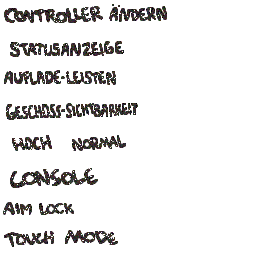 CONTROLLER ÄNDERN
STATUSANZEIGE
AUFLADE-LEISTEN
GESCHOSS-SICHTBARKEIT
HOCH NORMAL
CONSOLE
AIM LOCK
TOUCH MODE